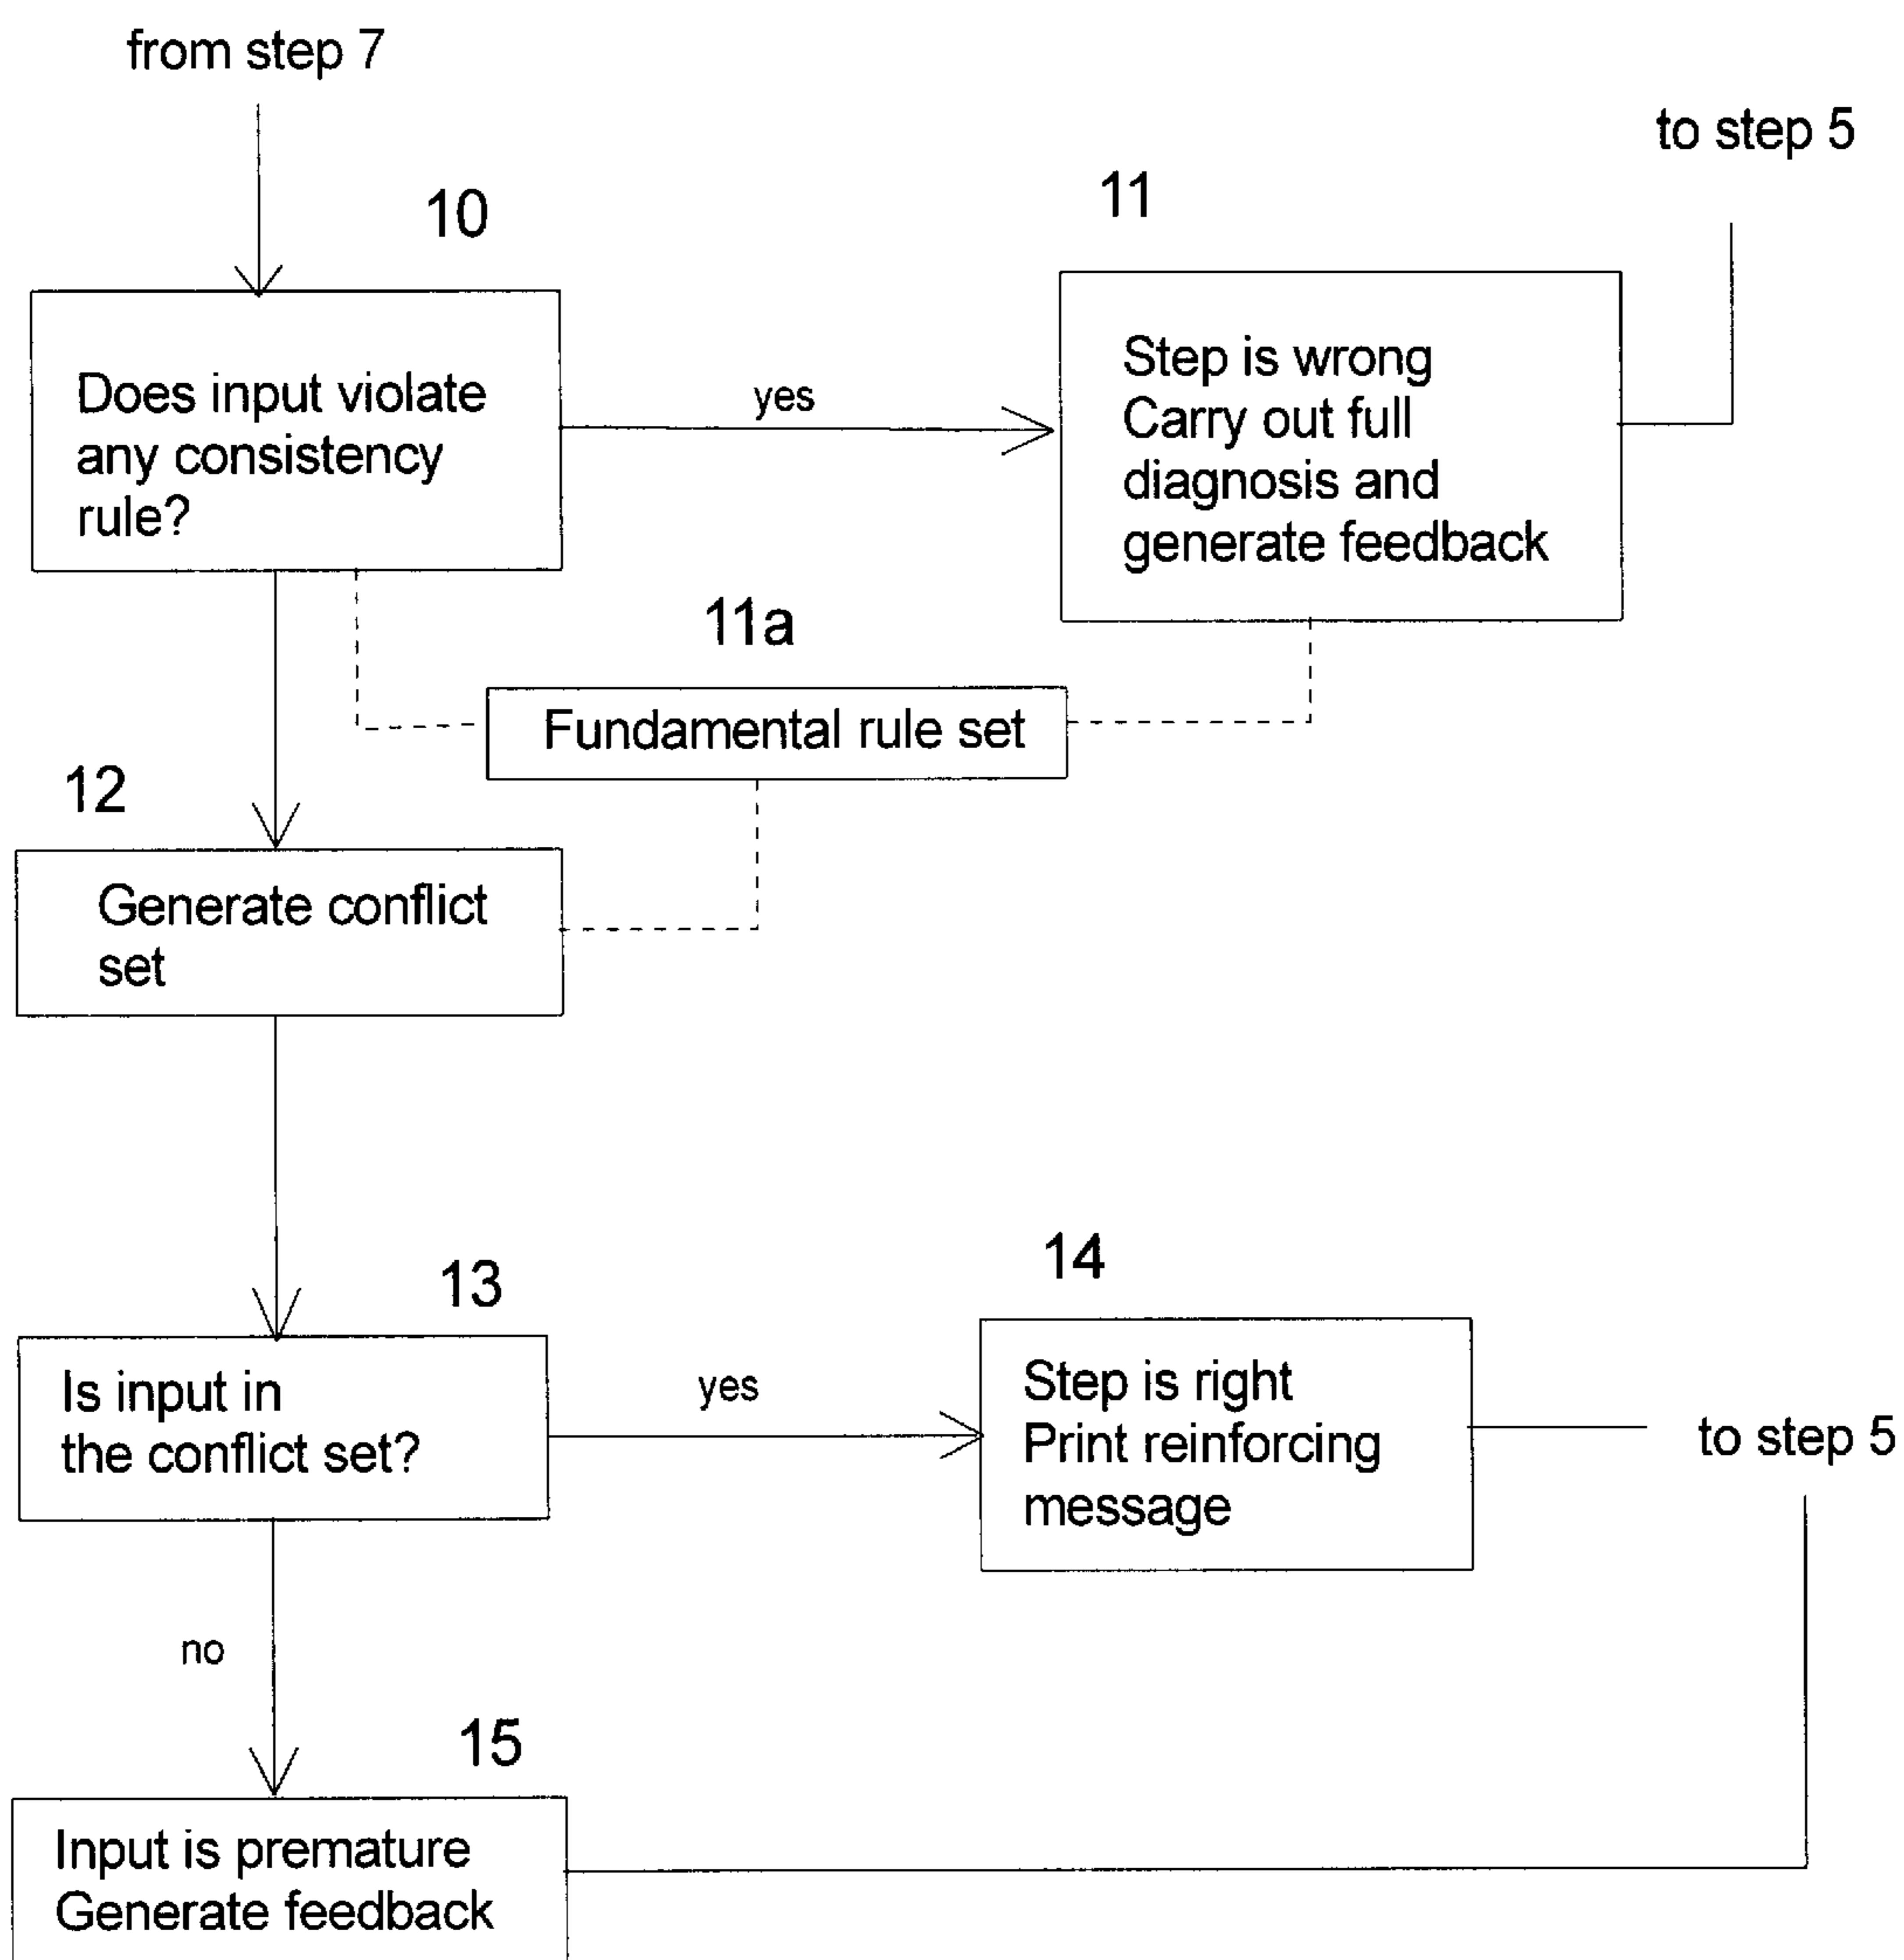 from step 7
to step 5
10
11
Does input violate
any consistency
rule?
yes
Step is wrong
Carry out full
diagnosis and
generate feedback
11a
Fundamental rule set
12
Generate conflict
set
13
14
Is input in
the conflict set?
yes
Step is right
Print reinforcing
message
to step 5
no
15
Input is premature
Generate feedback